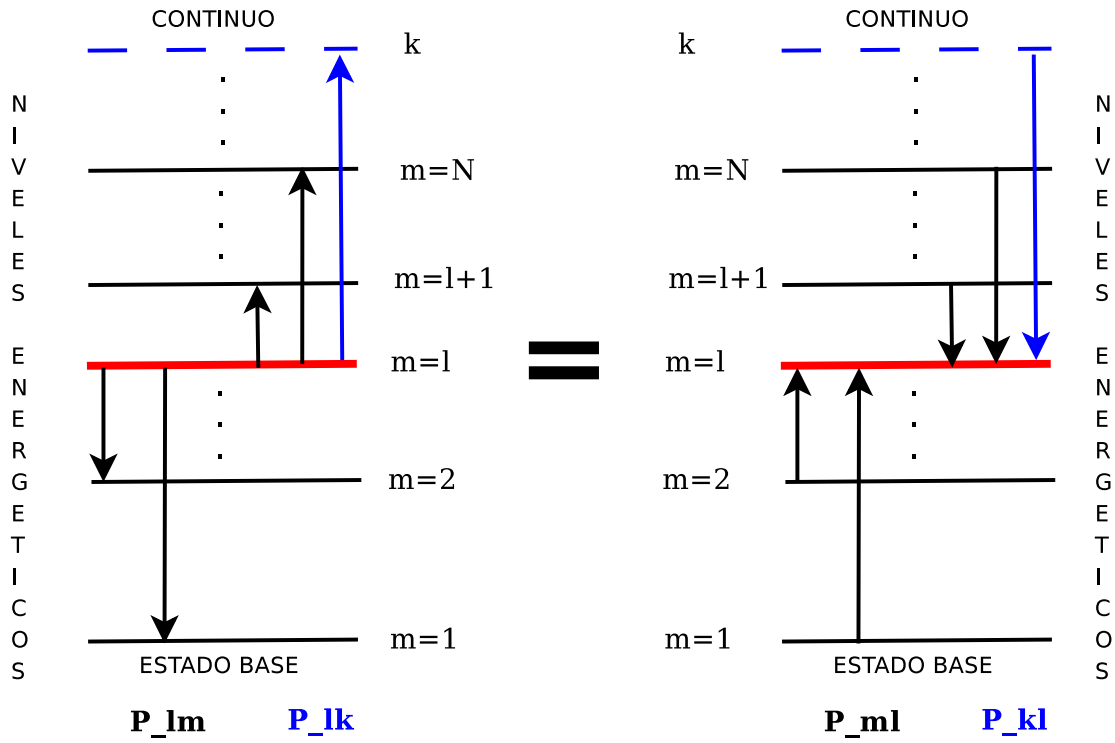 CONTINUO
k
m=N
m=l+1
m=l
m=2
m=1
ESTADO BASE
NIVELES ENERGETICOS
P_lm P_lk
=
CONTINUO
k
m=N
m=l+1
m=l
m=2
m=1
ESTADO BASE
NIVELES ENERGETICOS
P_ml P_kl